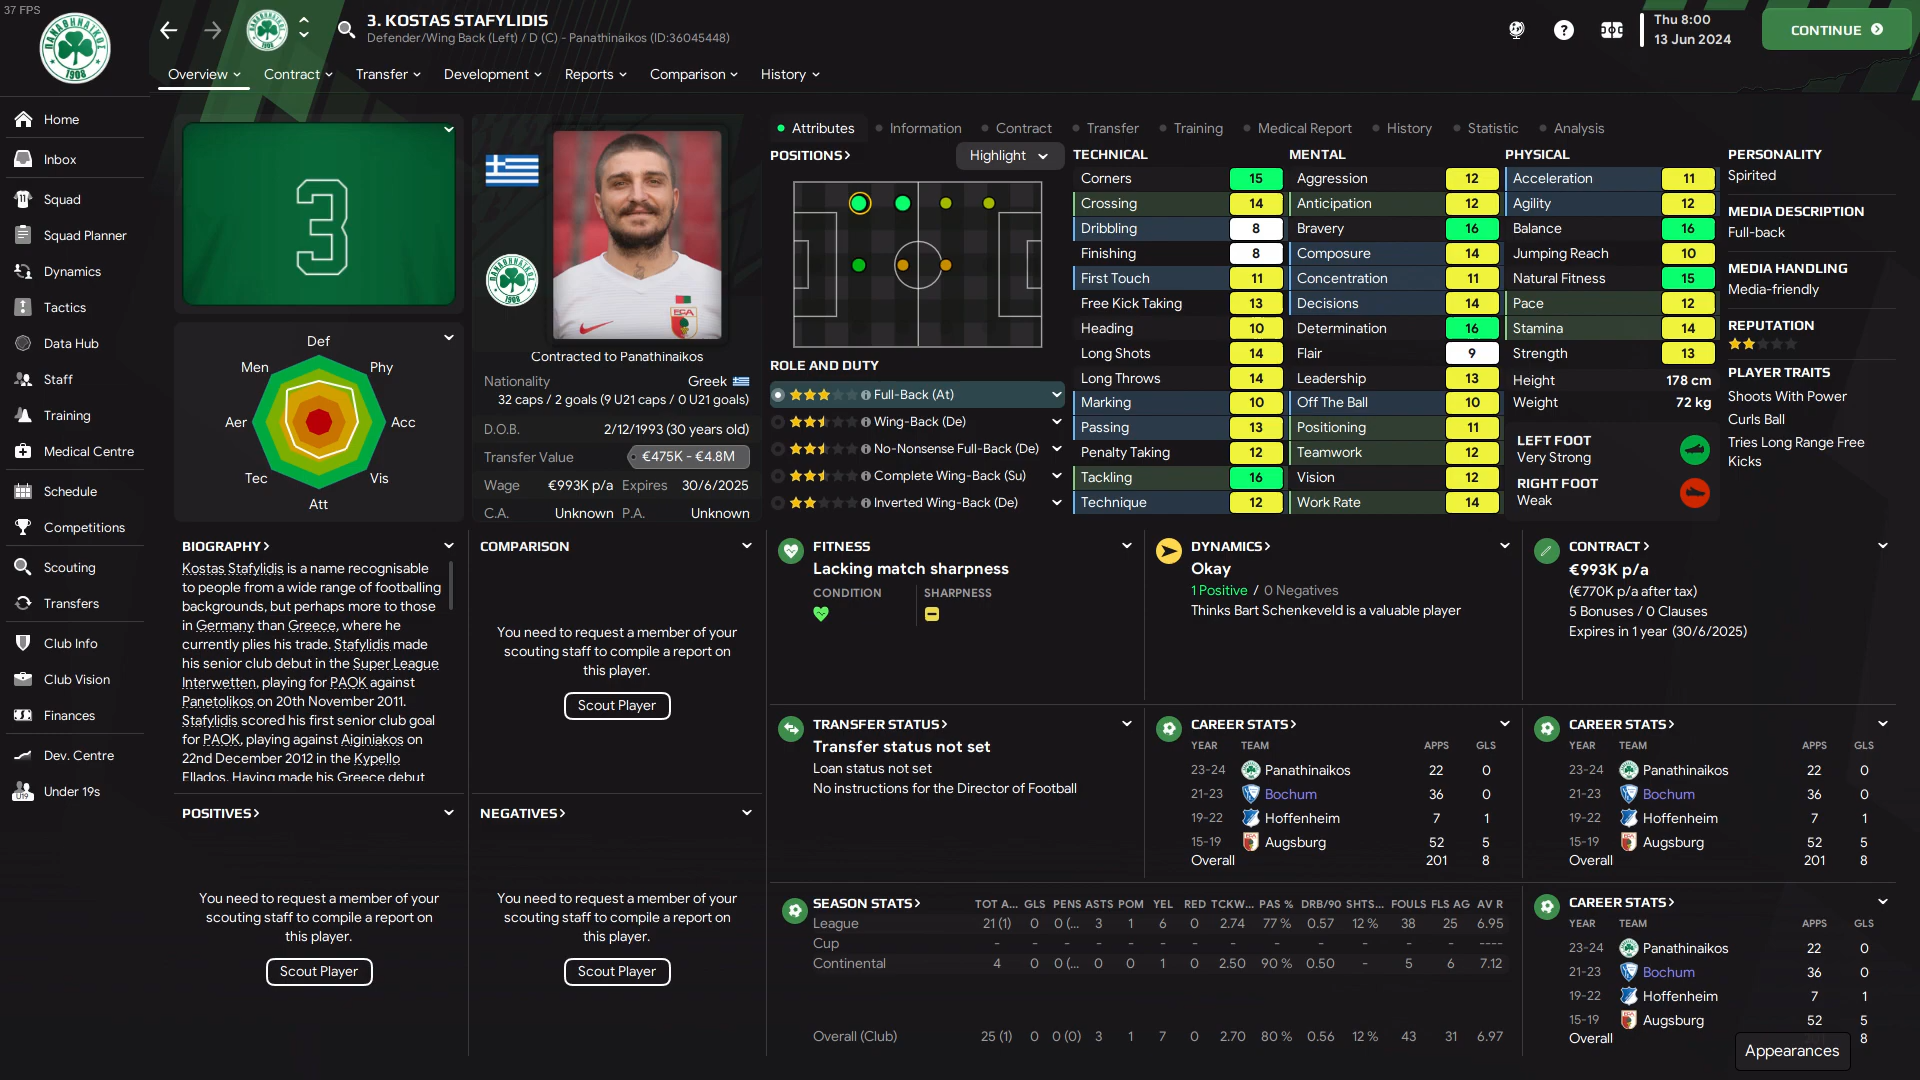 37 FPS
3. KOSTAS STAFYLIDIS
Defender/Wing Back (Left) / D (C) - Panathinaikos (ID:36045448)
Thu 8:00
13 Jun 2024
CONTINUE
Overview
Contract
Transfer
Development
Reports
Comparison
History
Home
Inbox
Squad
Squad Planner
Dynamics
Tactics
Data Hub
Staff
Training
Medical Centre
Schedule
Competitions
Scouting
Transfers
Club Info
Club Vision
Finances
Dev. Centre
Under 19s
3
Def
Phy
Acc
Vis
Att
Tec
Aer
Men
Contracted to Panathinaikos
Nationality Greek
32 caps / 2 goals (9 U21 caps / 0 U21 goals)
D.O.B. 2/12/1993 (30 years old)
Transfer Value €475K - €4.8M
Wage €993K p/a Expires 30/6/2025
C.A. Unknown P.A. Unknown
Attributes
Information
Contract
Transfer
Training
Medical Report
History
Statistic
Analysis
POSITIONS
Highlight
ROLE AND DUTY
Full-Back (At)
Wing-Back (De)
No-Nonsense Full-Back (De)
Complete Wing-Back (Su)
Inverted Wing-Back (De)
TECHNICAL
Corners 15
Crossing 14
Dribbling 8
Finishing 8
First Touch 11
Free Kick Taking 13
Heading 10
Long Shots 14
Long Throws 14
Marking 10
Passing 13
Penalty Taking 12
Tackling 16
Technique 12
MENTAL
Aggression 12
Anticipation 12
Bravery 16
Composure 14
Concentration 11
Decisions 14
Determination 16
Flair 9
Leadership 13
Off The Ball 10
Positioning 11
Teamwork 12
Vision 12
Work Rate 14
PHYSICAL
Acceleration 11
Agility 12
Balance 16
Jumping Reach 10
Natural Fitness 15
Pace 12
Stamina 14
Strength 13
Height 178 cm
Weight 72 kg
LEFT FOOT
Very Strong
RIGHT FOOT
Weak
PERSONALITY
Spirited
MEDIA DESCRIPTION
Full-back
MEDIA HANDLING
Media-friendly
REPUTATION
PLAYER TRAITS
Shoots With Power
Curls Ball
Tries Long Range Free
Kicks
BIOGRAPHY
Kostas Stafylidis is a name recognisable
to people from a wide range of footballing
backgrounds, but perhaps more to those
in Germany than Greece, where he
currently plies his trade. Stafylidis made
his senior club debut in the Super League
Interwetten, playing for PAOK against
Panetolikos on 20th November 2011.
Stafylidis scored his first senior club goal
for PAOK, playing against Aiginiakos on
22nd December 2012 in the Kypello
Ellados. Having made his Greece debut
COMPARISON
You need to request a member of your
scouting staff to compile a report on
this player.
Scout Player
POSITIVES
You need to request a member of your
scouting staff to compile a report on
this player.
Scout Player
NEGATIVES
You need to request a member of your
scouting staff to compile a report on
this player.
Scout Player
FITNESS
Lacking match sharpness
CONDITION SHARPNESS
DYNAMICS
Okay
1 Positive / 0 Negatives
Thinks Bart Schenkeveld is a valuable player
CONTRACT
€993K p/a
(€770K p/a after tax)
5 Bonuses / 0 Clauses
Expires in 1 year (30/6/2025)
TRANSFER STATUS
Transfer status not set
Loan status not set
No instructions for the Director of Football
CAREER STATS
YEAR TEAM APPS GLS
23-24 Panathinaikos 22 0
21-23 Bochum 36 0
19-22 Hoffenheim 7 1
15-19 Augsburg 52 5
Overall 201 8
CAREER STATS
YEAR TEAM APPS GLS
23-24 Panathinaikos 22 0
21-23 Bochum 36 0
19-22 Hoffenheim 7 1
15-19 Augsburg 52 5
Overall 201 8
SEASON STATS TOT A... GLS PENS ASTS POM YEL RED TCKW... PAS % DRB/90 SHTS... FOULS FLS AG AV R
League 21 (1) 0 0 (... 3 1 6 0 2.74 77 % 0.57 12 % 38 25 6.95
Cup - - - - - - - - - - - - - ----
Continental 4 0 0 (... 0 0 1 0 2.50 90 % 0.50 - 5 6 7.12
Overall (Club) 25 (1) 0 0 (0) 3 1 7 0 2.70 80 % 0.56 12 % 43 31 6.97
CAREER STATS
YEAR TEAM APPS GLS
23-24 Panathinaikos 22 0
21-23 Bochum 36 0
19-22 Hoffenheim 7 1
15-19 Augsburg 52 5
Overall 8
Appearances